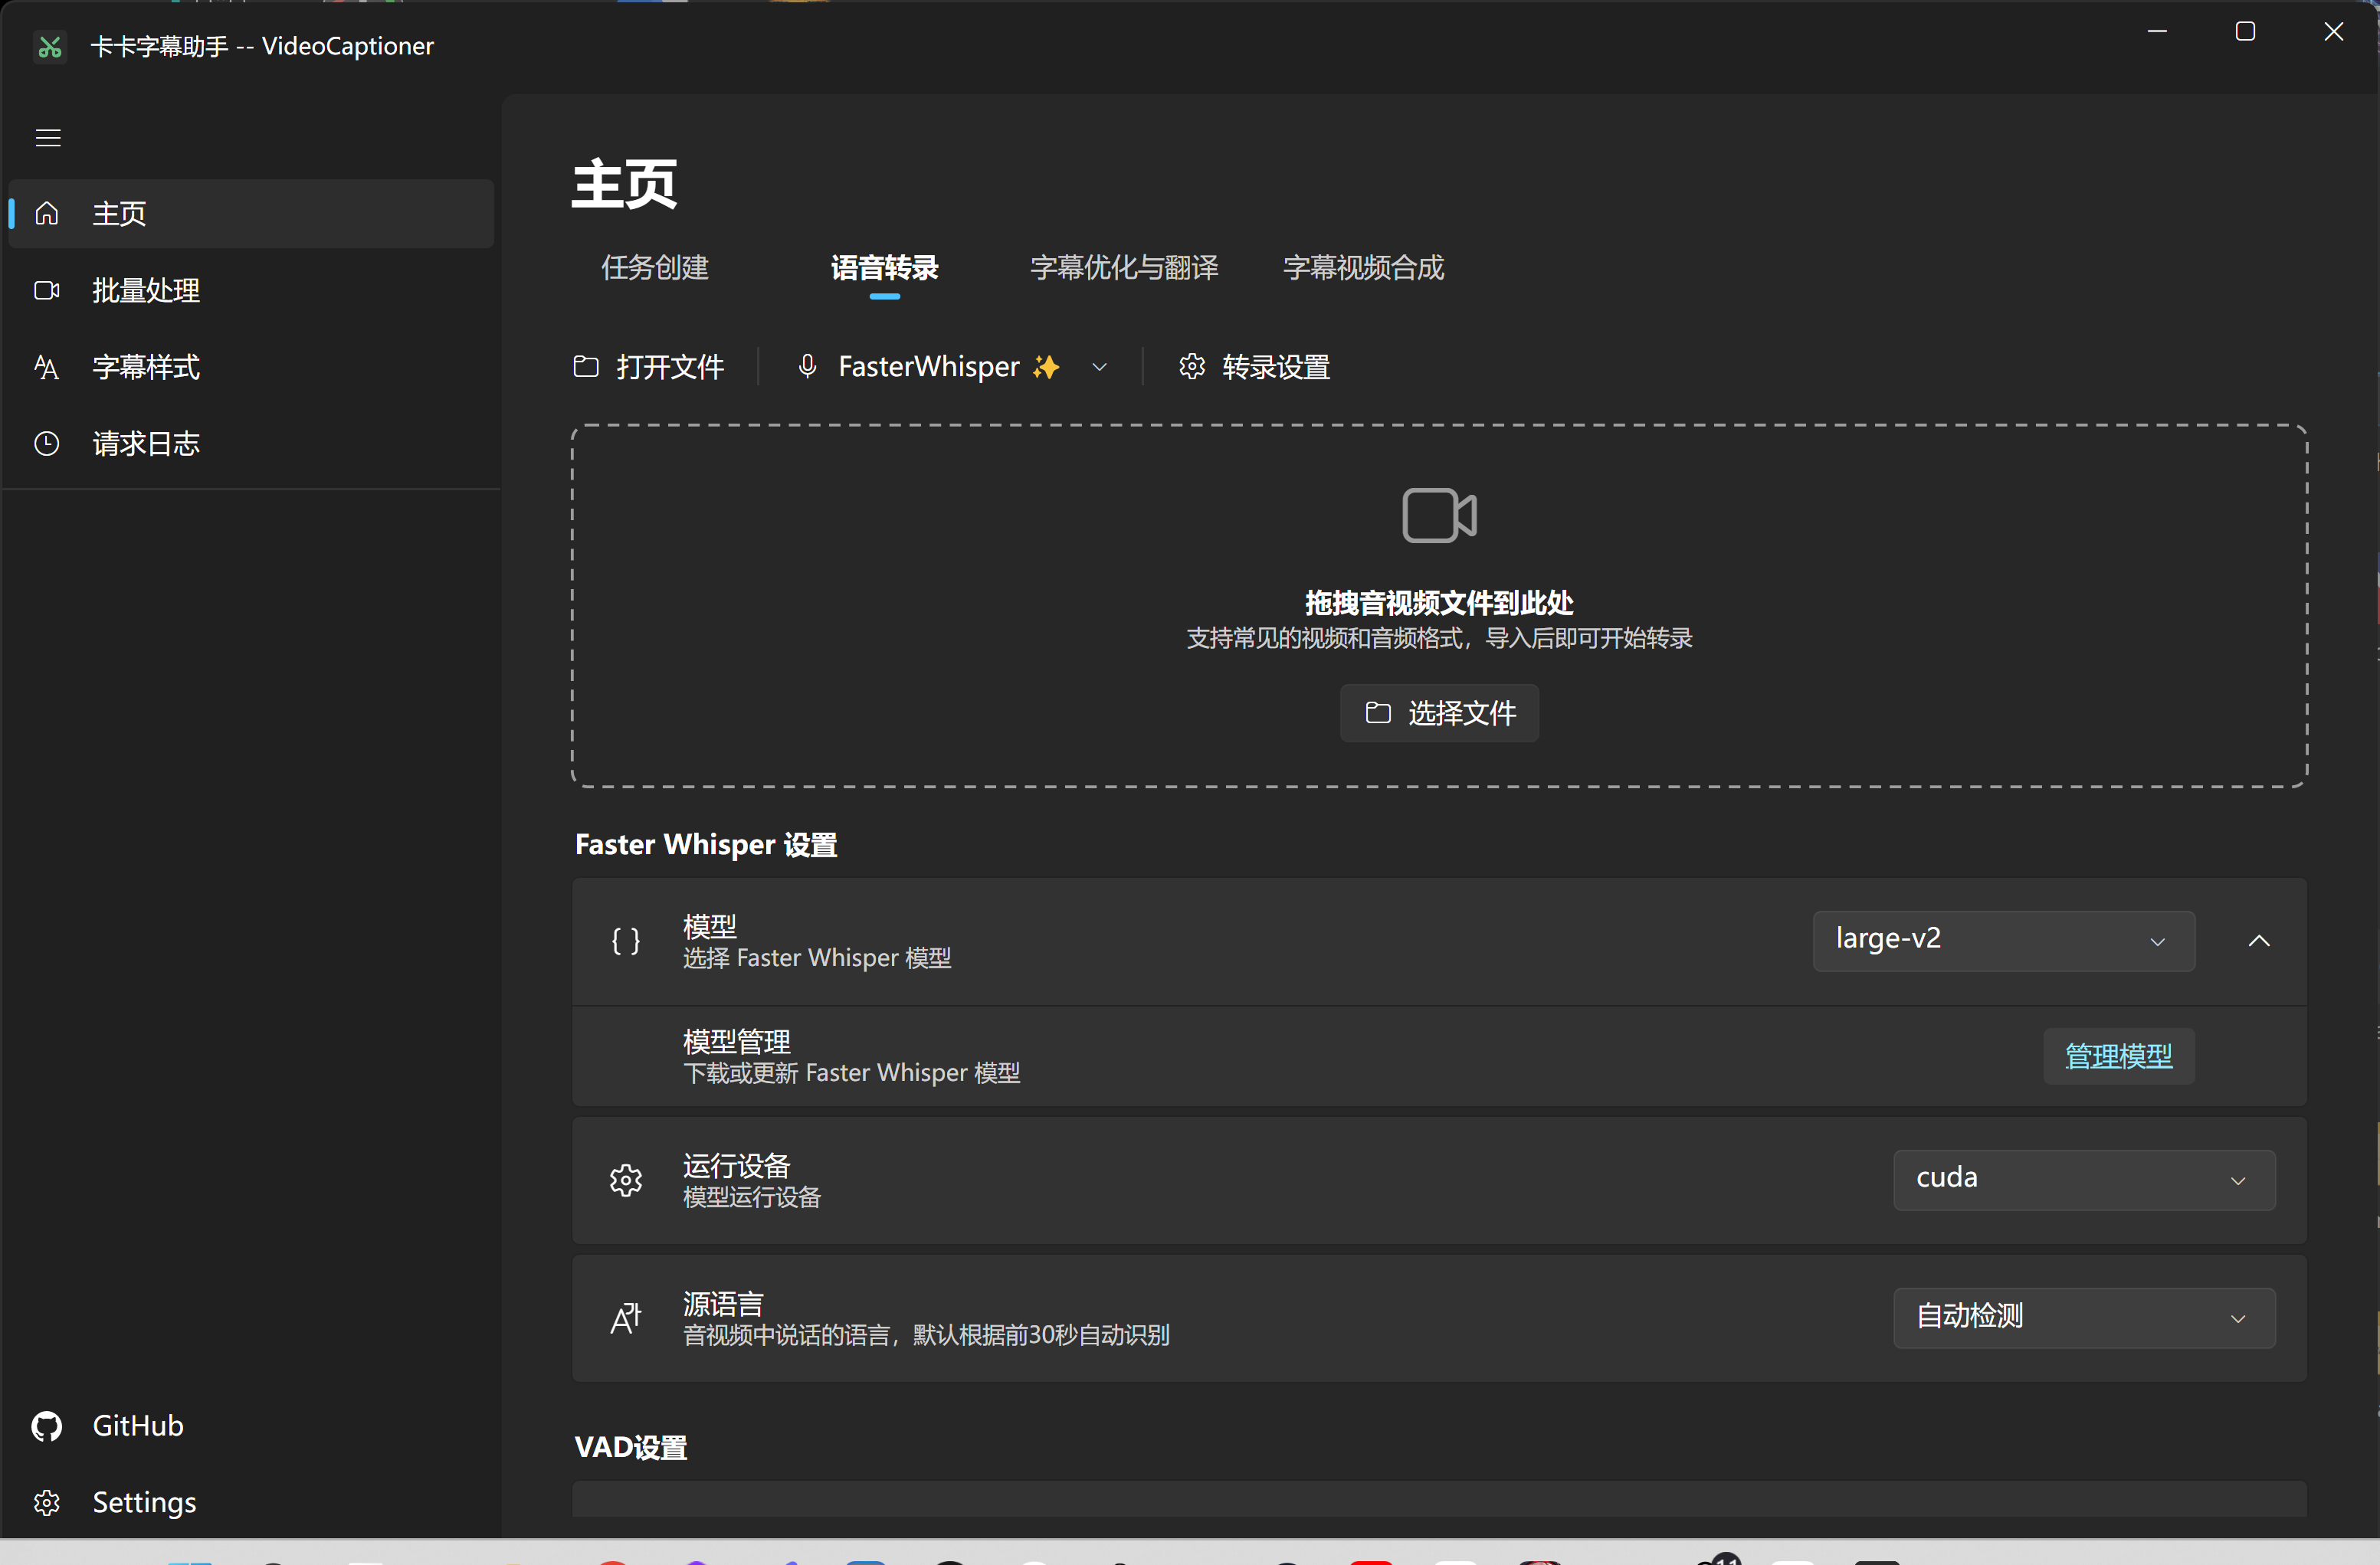 卡卡字幕助手 -- VideoCaptioner
主页
批量处理
字幕样式
请求日志
GitHub
Settings
主页
任务创建
语音转录
字幕优化与翻译
字幕视频合成
打开文件
FasterWhisper ✨
转录设置
拖拽音视频文件到此处
支持常见的视频和音频格式，导入后即可开始转录
选择文件
Faster Whisper 设置
模型
选择 Faster Whisper 模型
large-v2
模型管理
下载或更新 Faster Whisper 模型
管理模型
运行设备
模型运行设备
cuda
源语言
音视频中说话的语言，默认根据前30秒自动识别
自动检测
VAD设置